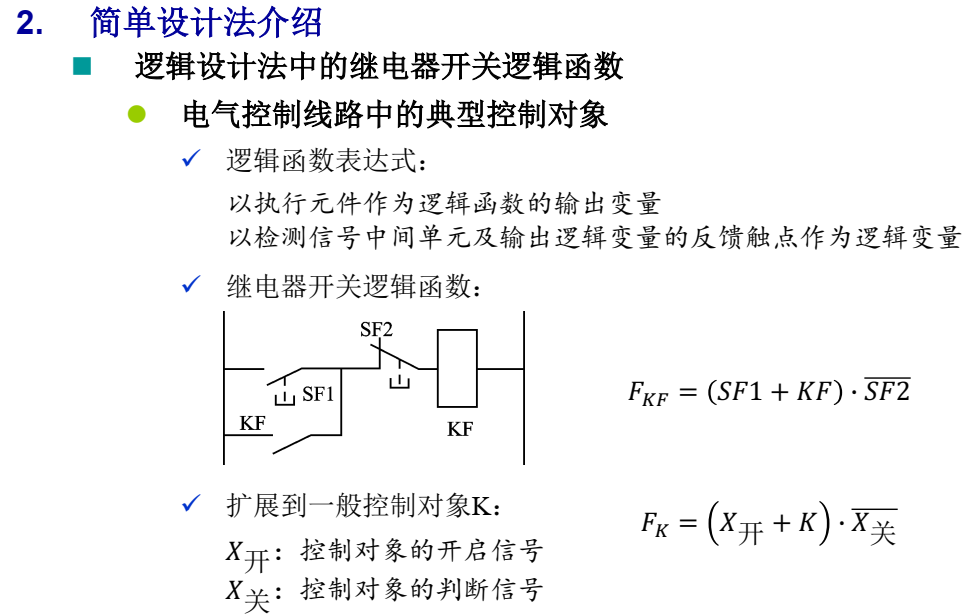 2. 简单设计法介绍
■ 逻辑设计法中的继电器开关逻辑函数
● 电气控制线路中的典型控制对象
✓ 逻辑函数表达式：
以执行元件作为逻辑函数的输出变量
以检测信号中间单元及输出逻辑变量的反馈触点作为逻辑变量
✓ 继电器开关逻辑函数：
SF2
SF1
KF
KF
$F_{KF} = (SF1 + KF) \cdot \overline{SF2}$
✓ 扩展到一般控制对象K：
$X_{开}$：控制对象的开启信号
$X_{关}$：控制对象的判断信号
$F_K = (X_{开} + K) \cdot \overline{X_{关}}$